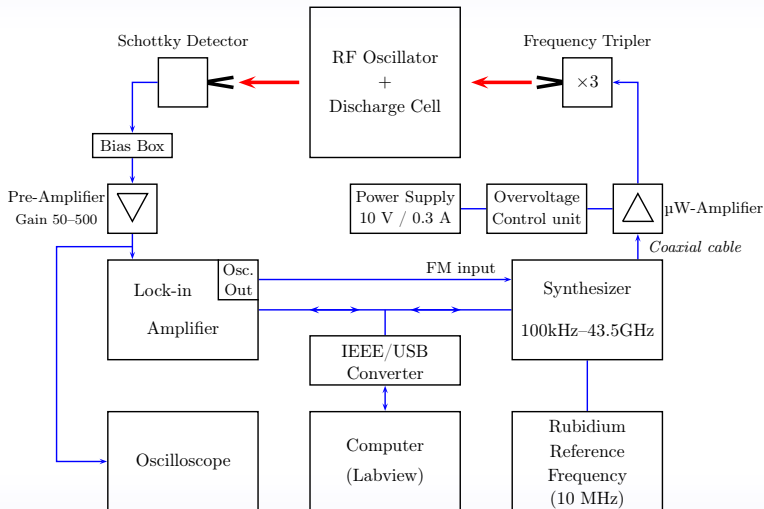 Schottky Detector
Frequency Tripler
RF Oscillator
+
Discharge Cell
×3
Bias Box
Pre-Amplifier
Gain 50–500
Power Supply
10 V / 0.3 A
Overvoltage
Control unit
µW-Amplifier
Coaxial cable
Lock-in
Amplifier
Osc.
Out
FM input
Synthesizer
100kHz–43.5GHz
IEEE/USB
Converter
Oscilloscope
Computer
(Labview)
Rubidium
Reference
Frequency
(10 MHz)